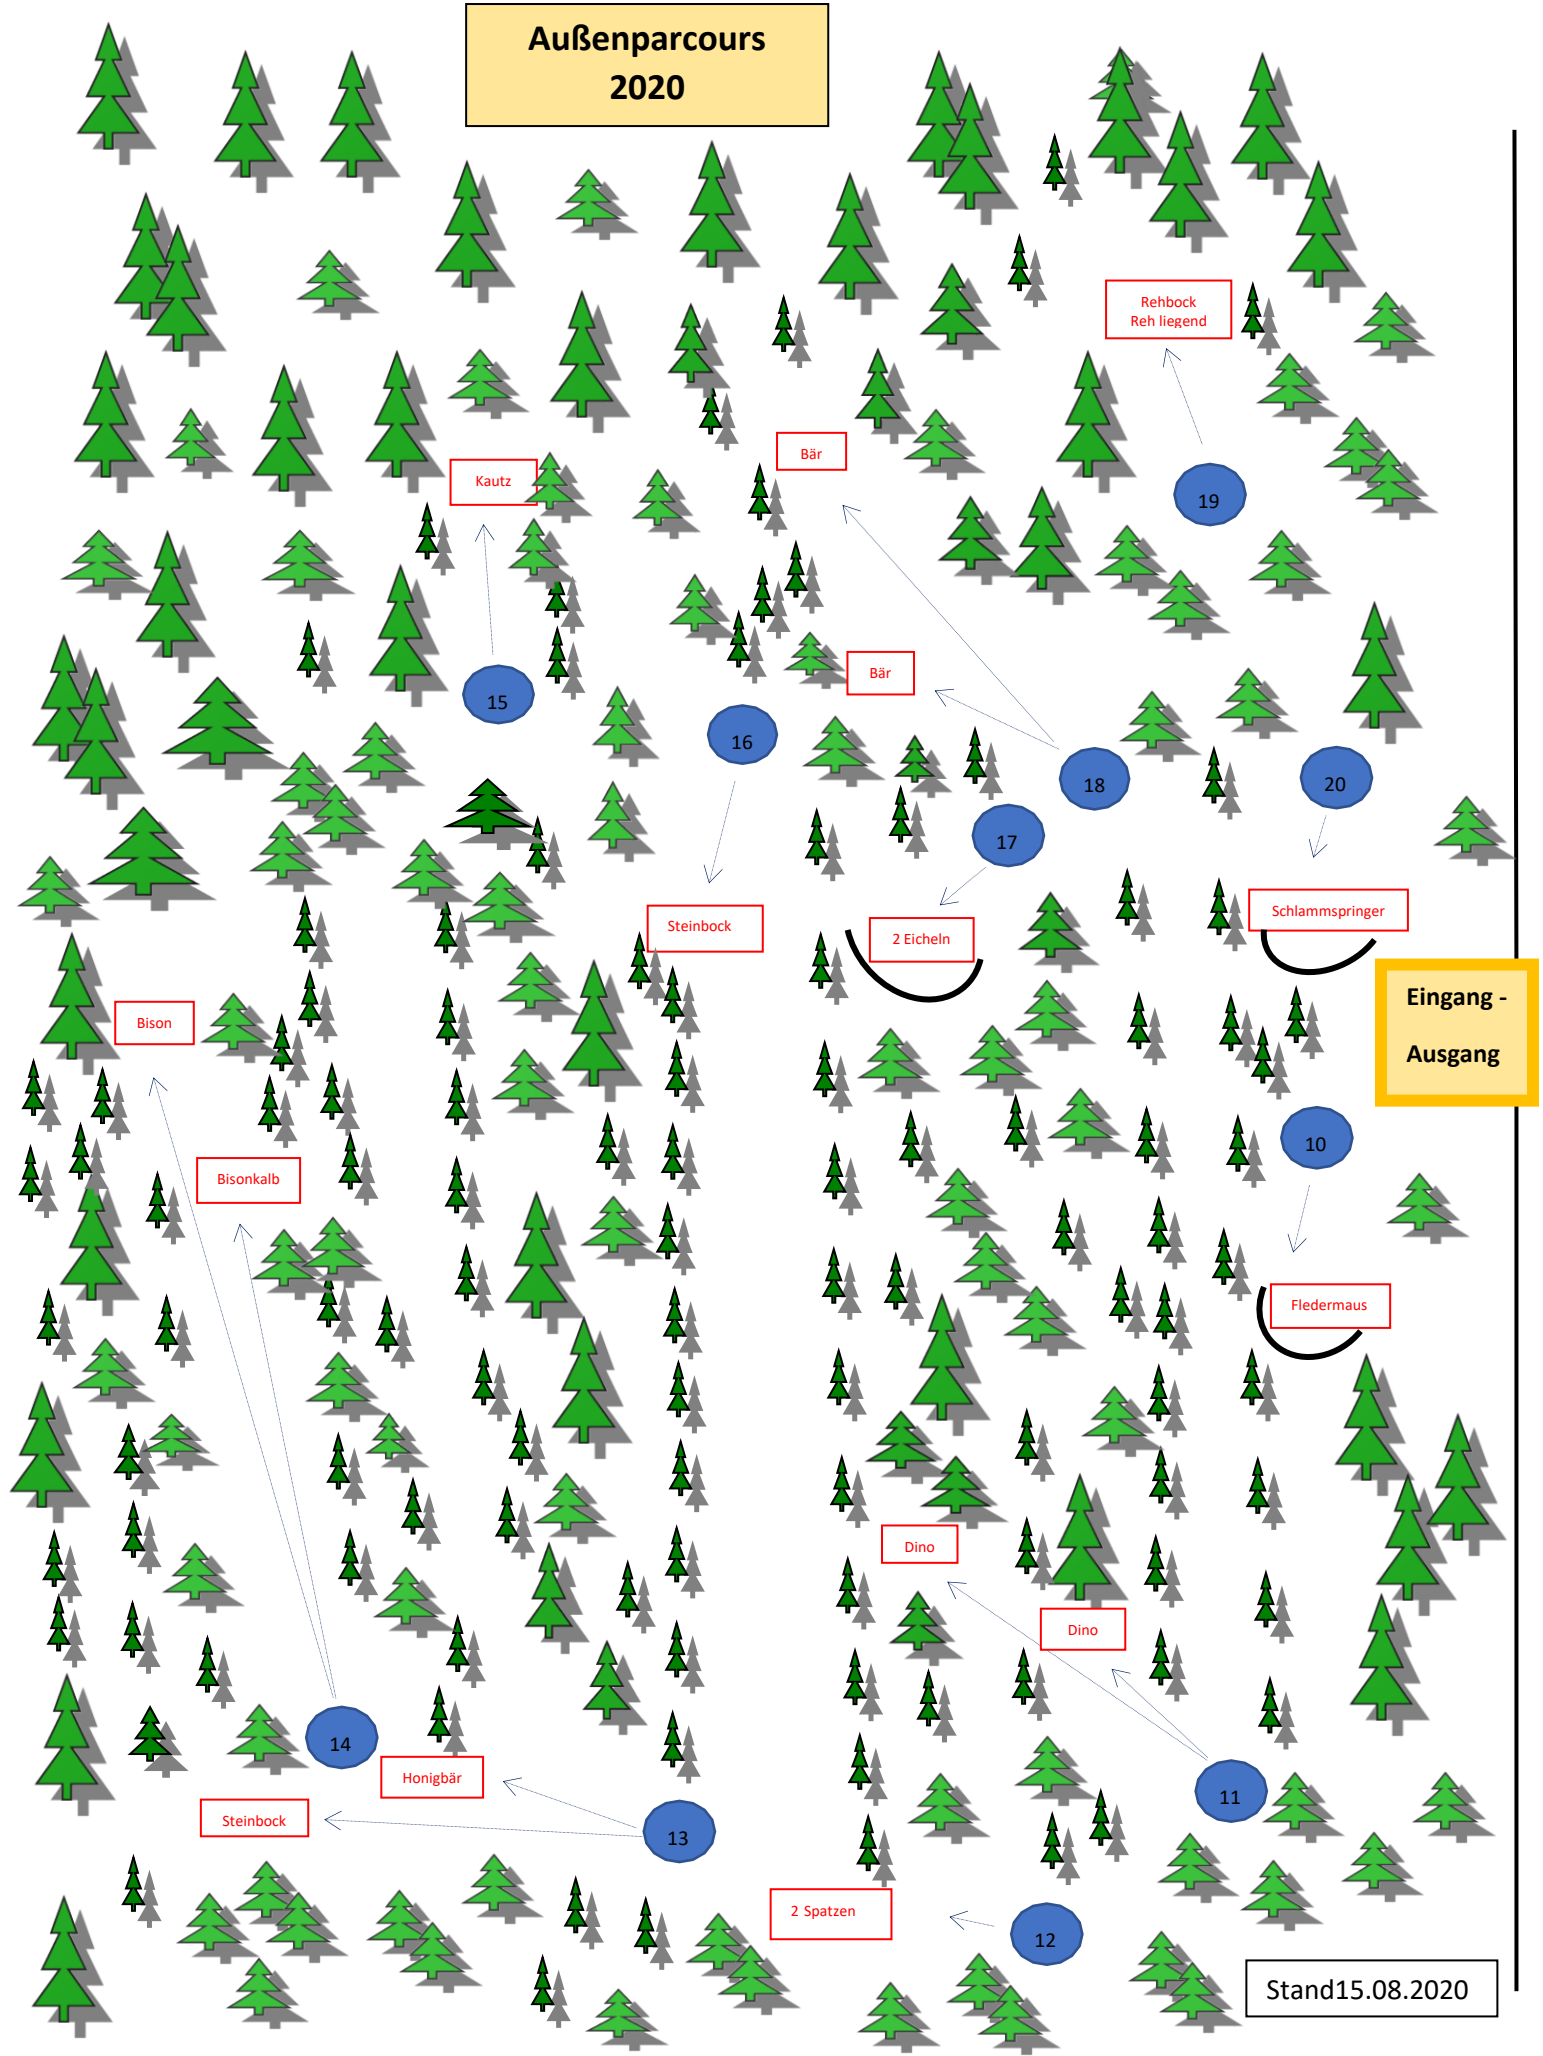 Außenparcours
2020
Rehbock
Reh liegend
Bär
Kautz
19
Bär
15
16
18
20
17
Schlammspringer
Steinbock
2 Eicheln
Eingang -
Bison
Ausgang
10
Bisonkalb
Fledermaus
Dino
Dino
14
Honigbär
11
Steinbock
13
2 Spatzen
12
Stand15.08.2020